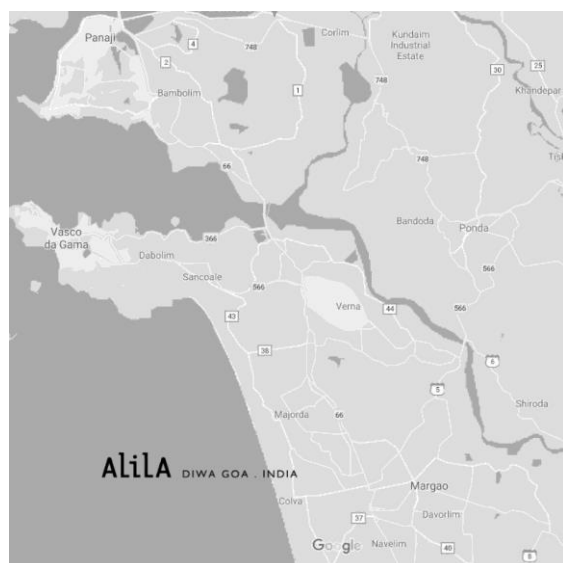 Panaji
4
748
Corlim
Kundaim
Industrial
Estate
30
25
2
1
748
Khandepar
Bambolim
66
748
Bandoda
Ponda
Vasco
da Gama
366
Dabolim
Sancoale
566
566
Verna
44
566
43
38
6
5
Shiroda
Majorda
66
AlilA DIWA GOA . INDIA
Margao
Colva
Davorlim
37
Google
Navelim
40
8